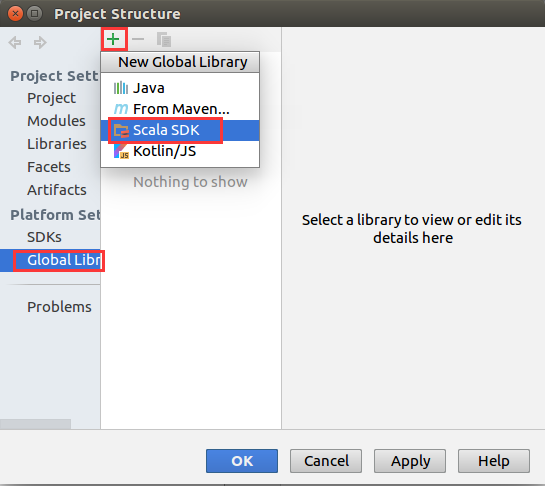 Project Structure
New Global Library
Java
From Maven...
Scala SDK
Kotlin/JS
Project Sett
Project
Modules
Libraries
Facets
Artifacts
Platform Set
SDKs
Global Libr
Problems
Nothing to show
Select a library to view or edit its
details here
OK
Cancel
Apply
Help